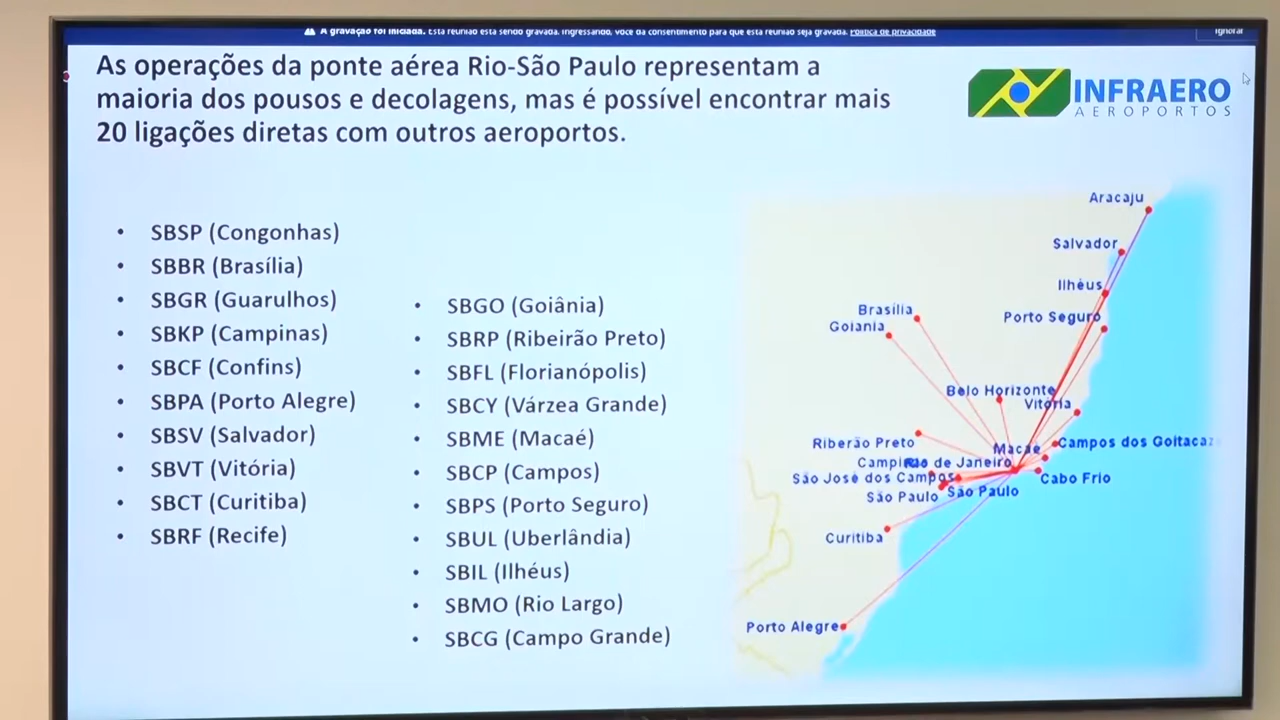 A gravação foi iniciada. Esta reunião está sendo gravada. Ingressando, você dá consentimento para que esta reunião seja gravada. Política de privacidade
Ignorar
As operações da ponte aérea Rio-São Paulo representam a
maioria dos pousos e decolagens, mas é possível encontrar mais
20 ligações diretas com outros aeroportos.
INFRAERO
AEROPORTOS
• SBSP (Congonhas)
• SBBR (Brasília)
• SBGR (Guarulhos)
• SBKP (Campinas)
• SBCF (Confins)
• SBPA (Porto Alegre)
• SBSV (Salvador)
• SBVT (Vitória)
• SBCT (Curitiba)
• SBRF (Recife)
• SBGO (Goiânia)
• SBRP (Ribeirão Preto)
• SBFL (Florianópolis)
• SBCY (Várzea Grande)
• SBME (Macaé)
• SBCP (Campos)
• SBPS (Porto Seguro)
• SBUL (Uberlândia)
• SBIL (Ilhéus)
• SBMO (Rio Largo)
• SBCG (Campo Grande)
Aracaju
Salvador
Ilhéus
Porto Seguro
Brasília
Goiania
Belo Horizonte
Vitória
Riberão Preto
Macaé
Campos dos Goitacaz
de Janeiro
São José dos Campos
Cabo Frio
São Paulo
São Paulo
Curitiba
Porto Alegre